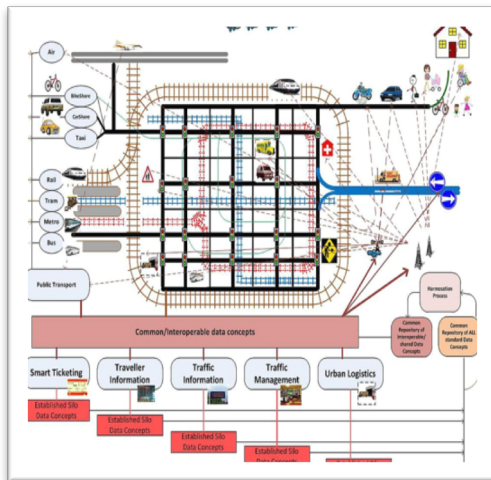 Air
BikeShare
CarShare
Taxi
Rail
Tram
Metro
Bus
Public Transport
Harmonisation
Process
Common/Interoperable data concepts
Common
Repository of
Interoperable/
shared Data
Concepts
Common
Repository of ALL
standard Data
Concepts
Smart Ticketing
Traveller
Information
Traffic
Information
Traffic
Management
Urban Logistics
Established Silo
Data Concepts
Established Silo
Data Concepts
Established Silo
Data Concepts
Established Silo
Data Concepts